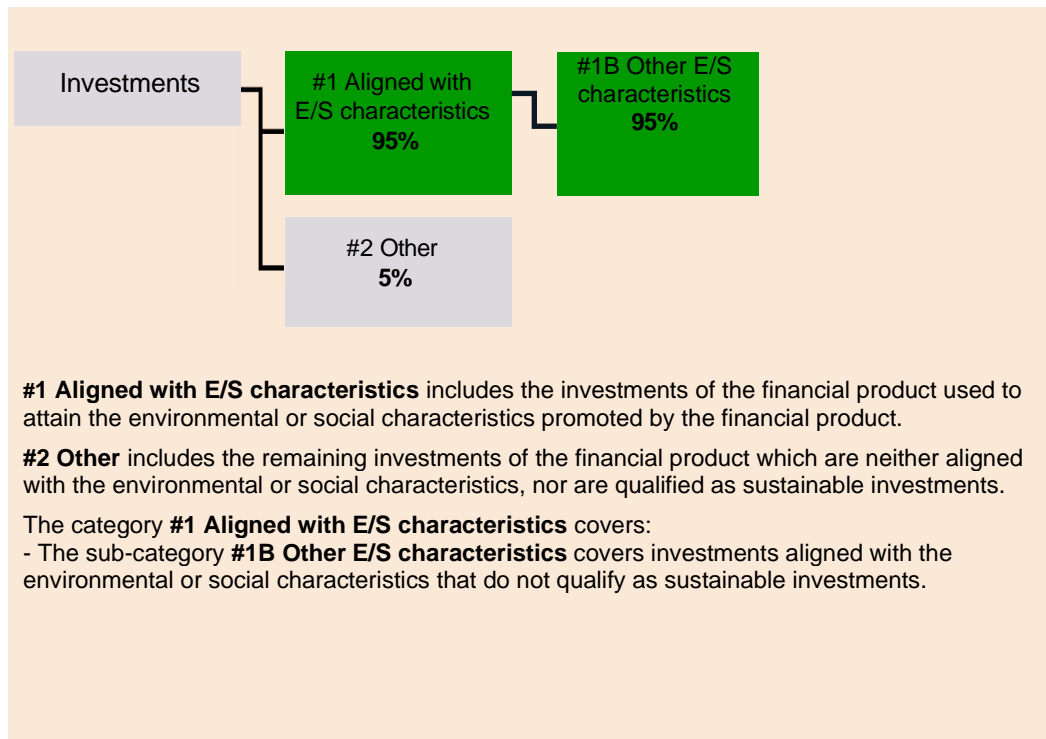 Investments
#1 Aligned with
E/S characteristics
95%
#1B Other E/S
characteristics
95%
#2 Other
5%
#1 Aligned with E/S characteristics includes the investments of the financial product used to
attain the environmental or social characteristics promoted by the financial product.
#2 Other includes the remaining investments of the financial product which are neither aligned
with the environmental or social characteristics, nor are qualified as sustainable investments.
The category #1 Aligned with E/S characteristics covers:
- The sub-category #1B Other E/S characteristics covers investments aligned with the
environmental or social characteristics that do not qualify as sustainable investments.